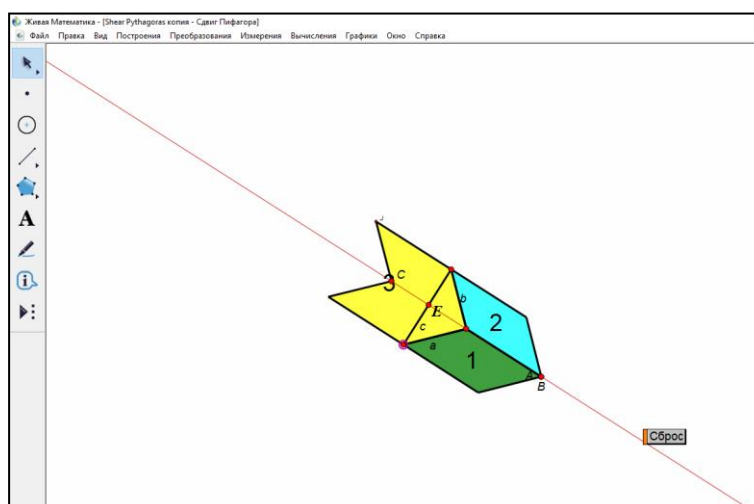 Живая Математика - [Shear Pythagoras копия - Сдвиг Пифагора]
Файл Правка Вид Построения Преобразования Измерения Вычисления Графики Окно Справка
A
C
3
b
E
2
c
a
1
A
B
Сброс